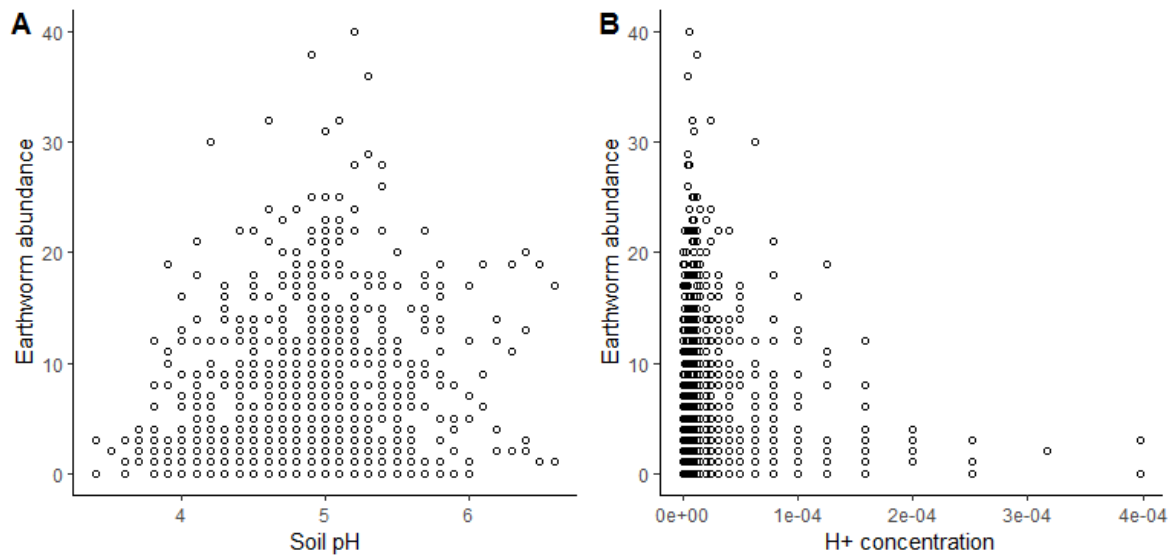 A
B
Earthworm abundance
40
30
20
10
0
4
5
6
Soil pH
Earthworm abundance
40
30
20
10
0
0e+00
1e-04
2e-04
3e-04
4e-04
H+ concentration